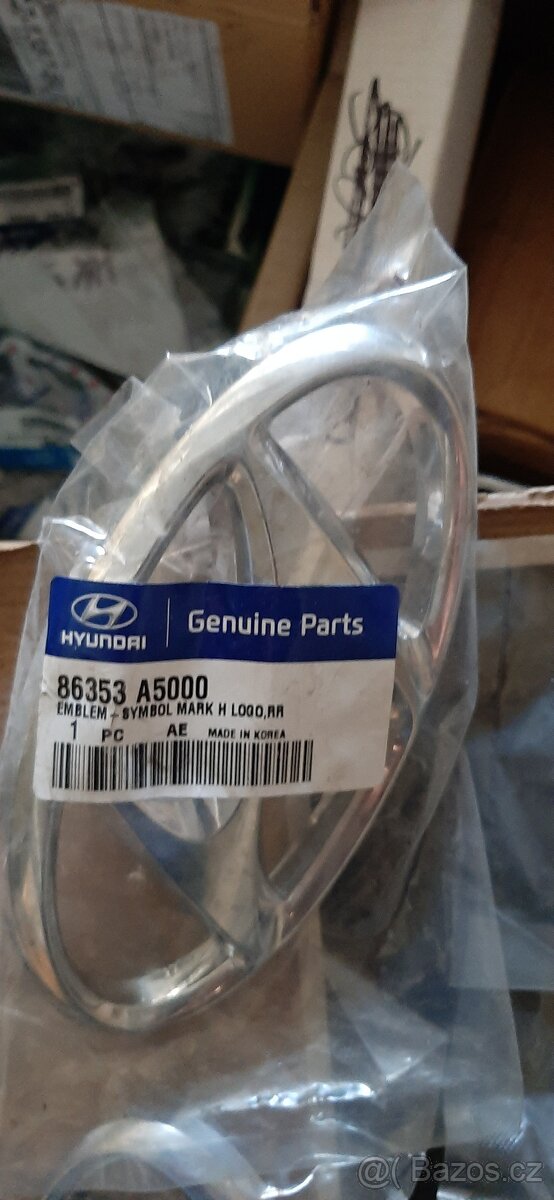 HYUNDAI
Genuine Parts
86353 A5000
EMBLEM - SYMBOL MARK H LOGO,RR
1 PC AE MADE IN KOREA
@( Bazos.cz